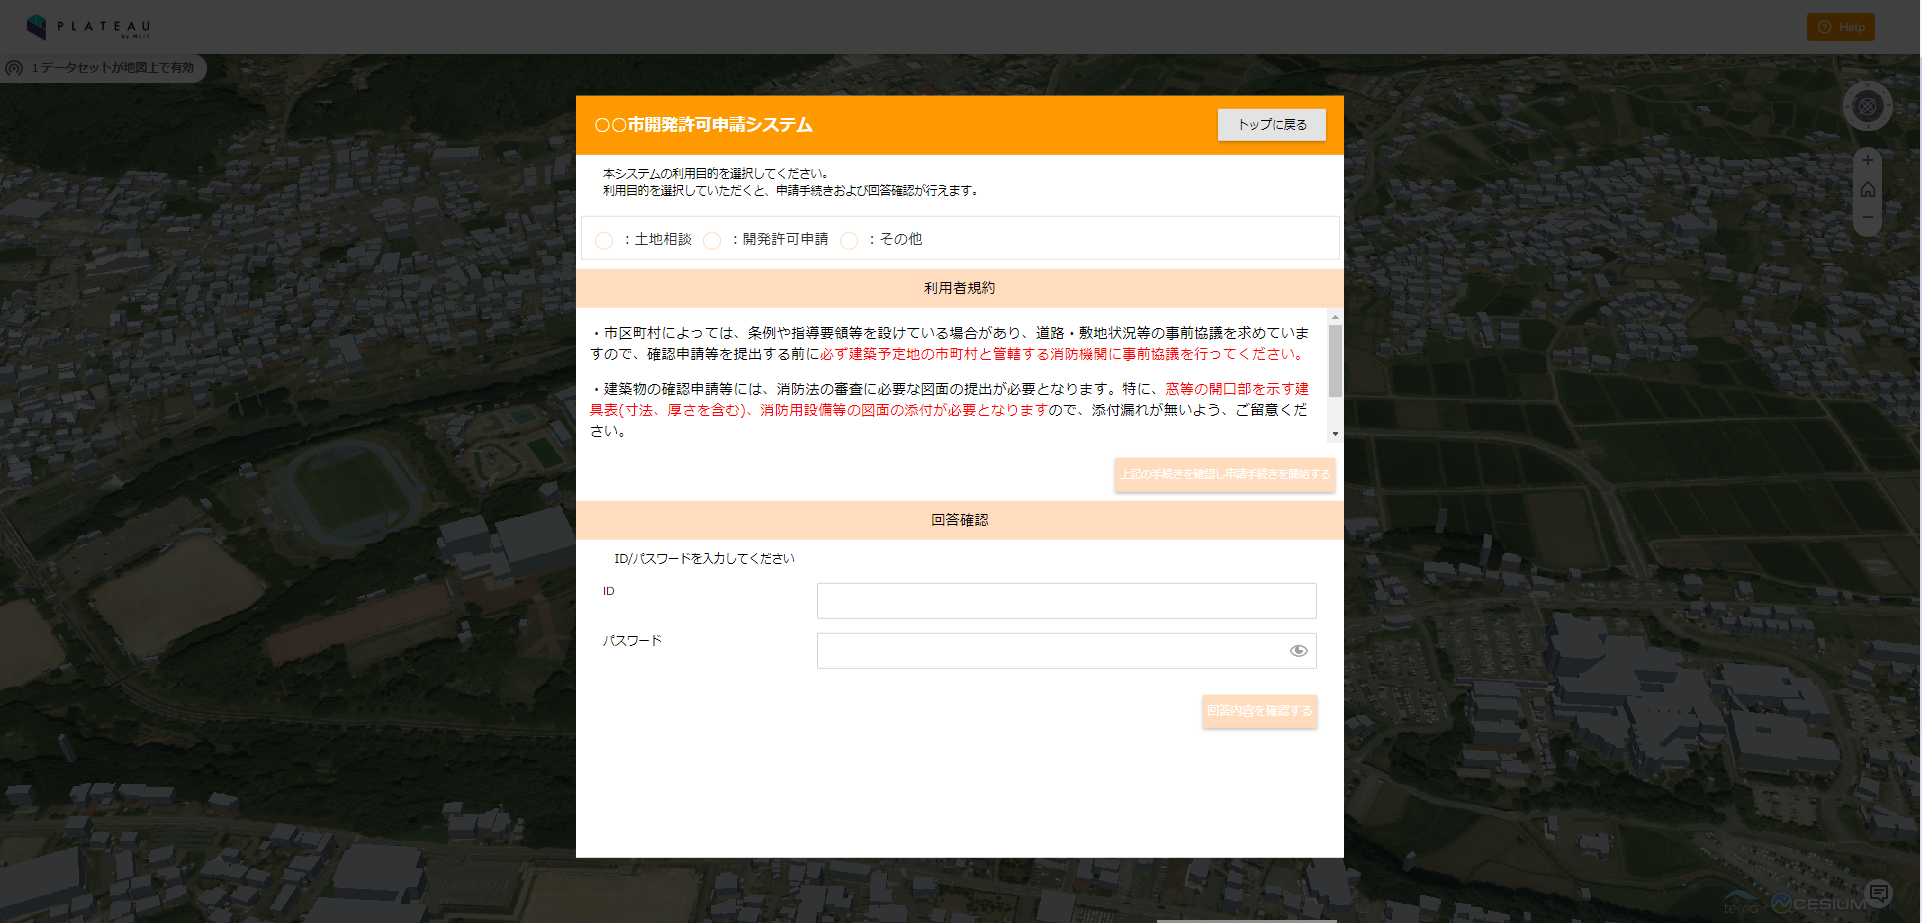 PLATEAU
by MLIT
Help
1 データセットが地図上で有効
○○市開発許可申請システム
トップに戻る
本システムの利用目的を選択してください。
利用目的を選択していただくと、申請手続きおよび回答確認が行えます。
：土地相談 ：開発許可申請 ：その他
利用者規約
・市区町村によっては、条例や指導要領等を設けている場合があり、道路・敷地状況等の事前協議を求めていま
すので、確認申請等を提出する前に必ず建築予定地の市町村と管轄する消防機関に事前協議を行ってください。
・建築物の確認申請等には、消防法の審査に必要な図面の提出が必要となります。特に、窓等の開口部を示す建
具表(寸法、厚さを含む)、消防用設備等の図面の添付が必要となりますので、添付漏れが無いよう、ご留意くだ
さい。
上記の手続きを確認し申請手続きを開始する
回答確認
ID/パスワードを入力してください
ID
パスワード
回答内容を確認する
terria
CESIUM